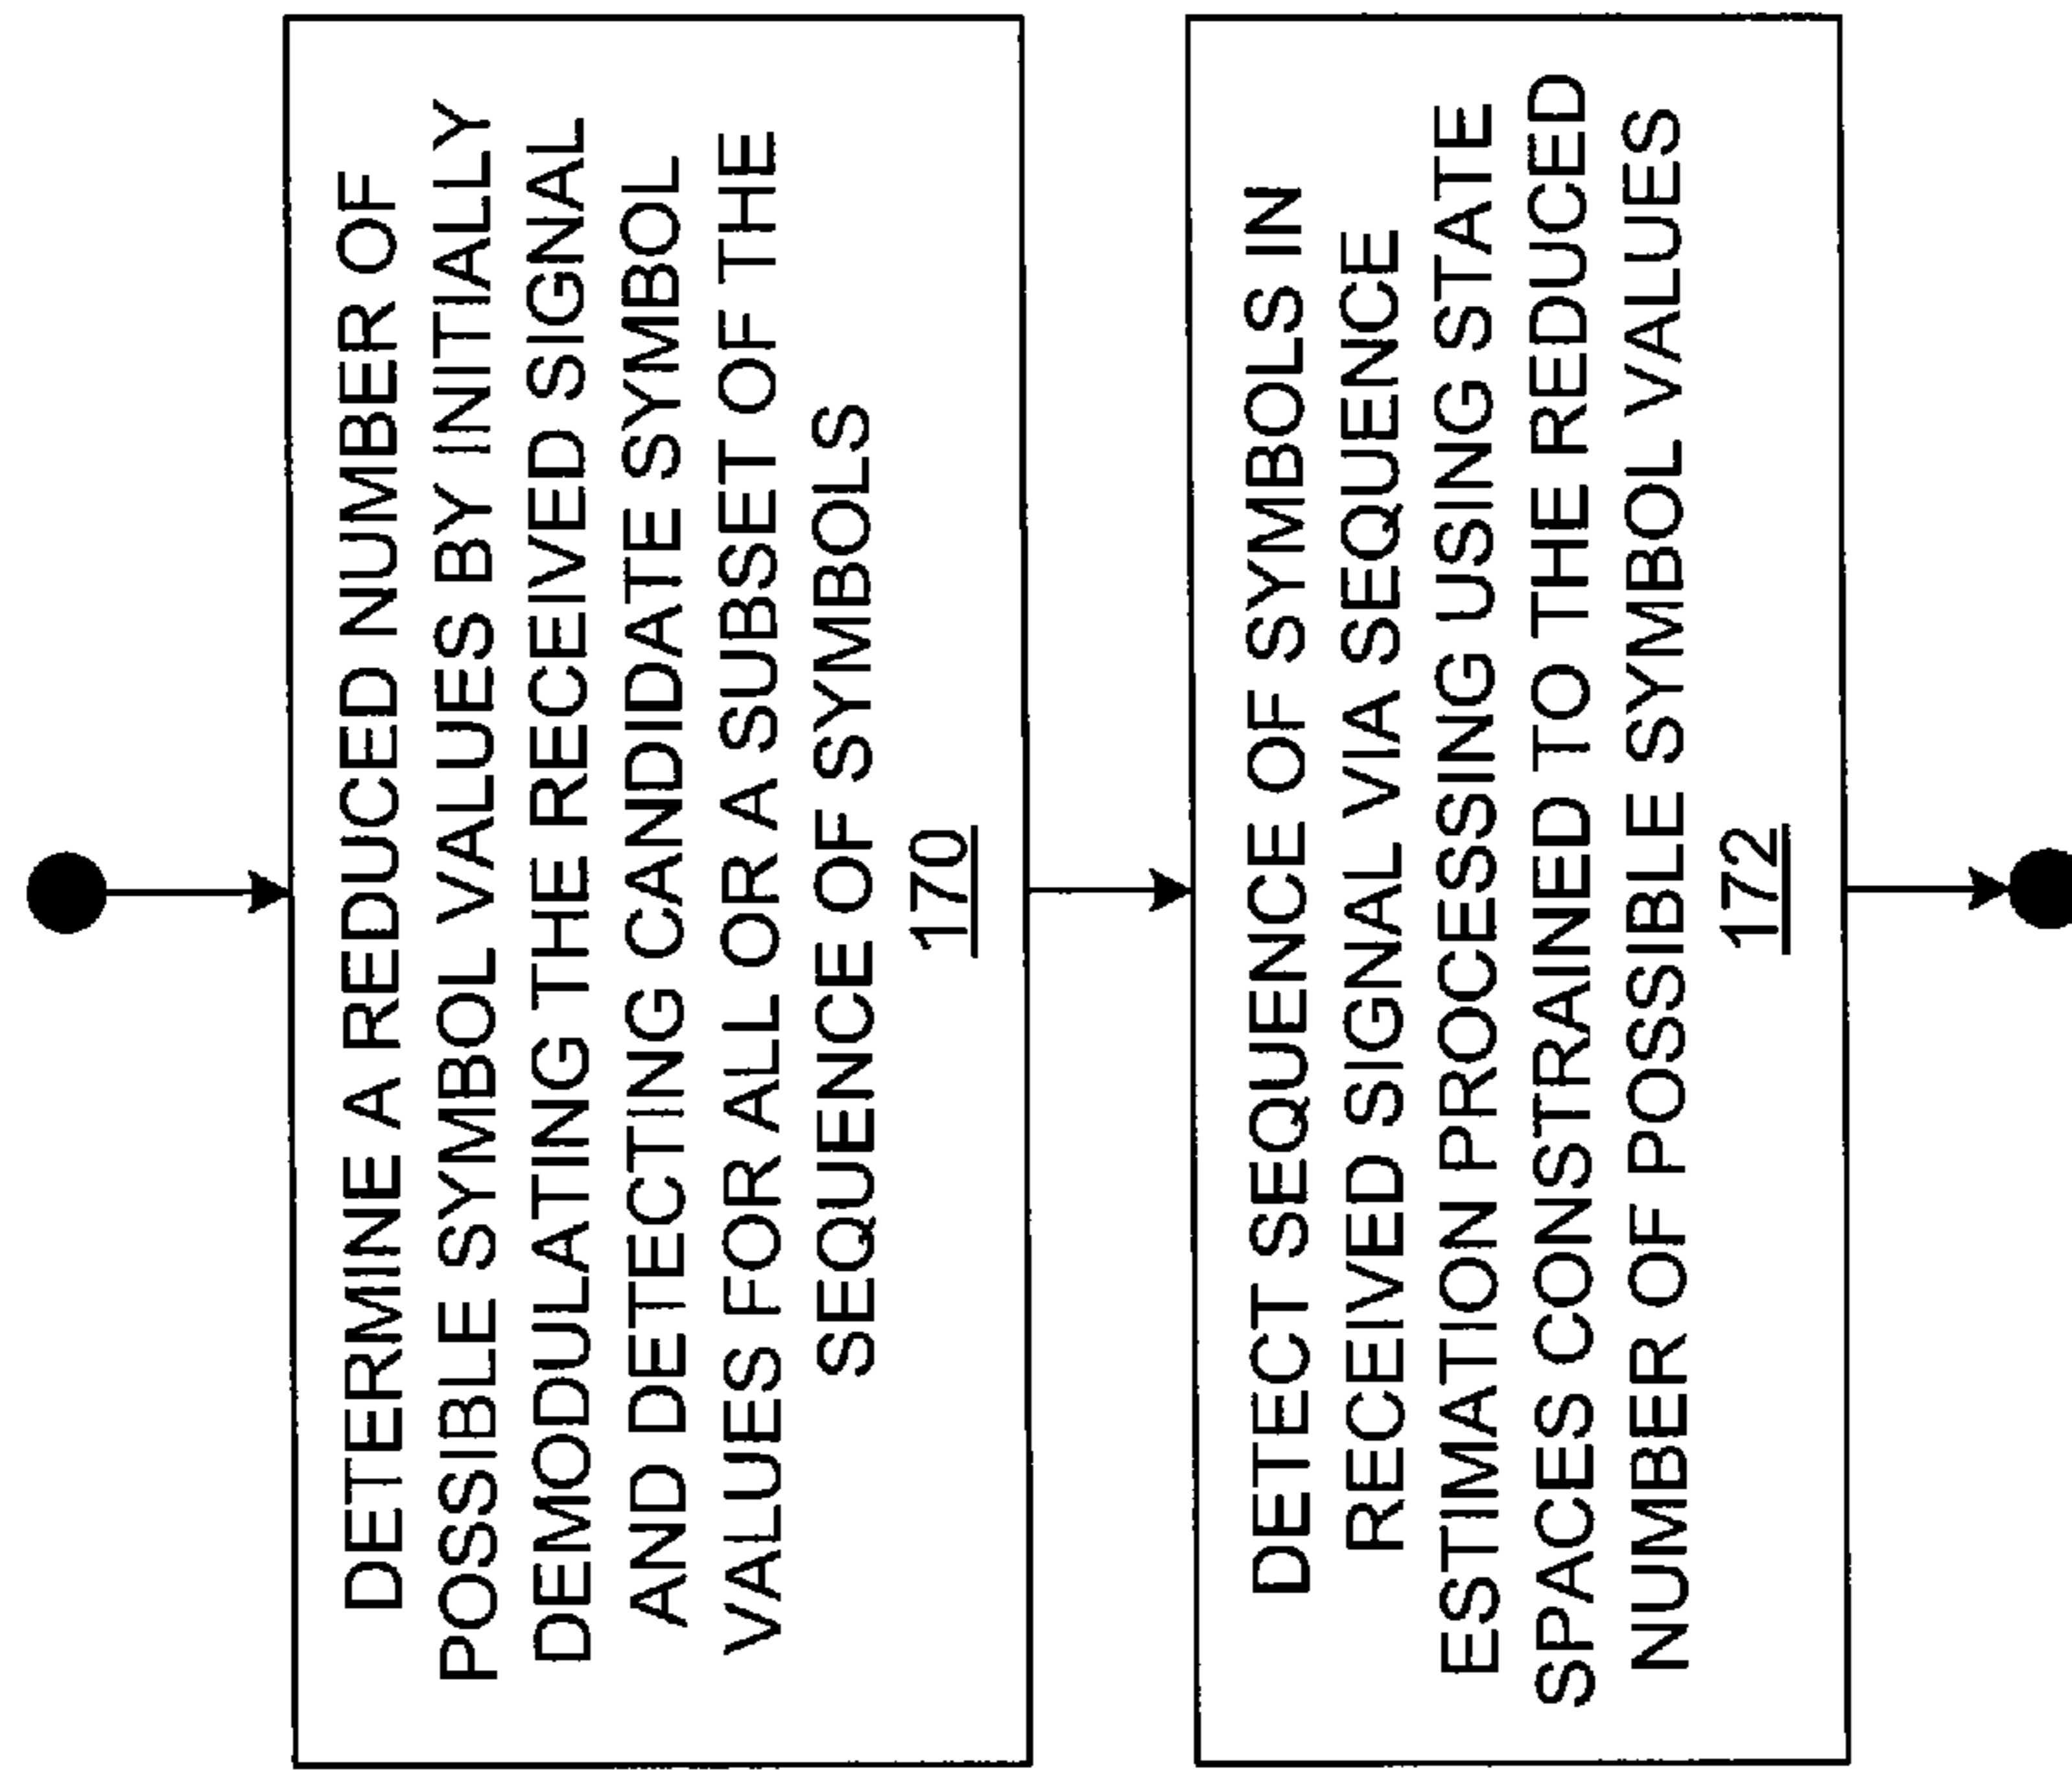 DETERMINE A REDUCED NUMBER OF
POSSIBLE SYMBOL VALUES BY INITIALLY
DEMODULATING THE RECEIVED SIGNAL
AND DETECTING CANDIDATE SYMBOL
VALUES FOR ALL OR A SUBSET OF THE
SEQUENCE OF SYMBOLS
170
DETECT SEQUENCE OF SYMBOLS IN
RECEIVED SIGNAL VIA SEQUENCE
ESTIMATION PROCESSING USING STATE
SPACES CONSTRAINED TO THE REDUCED
NUMBER OF POSSIBLE SYMBOL VALUES
172